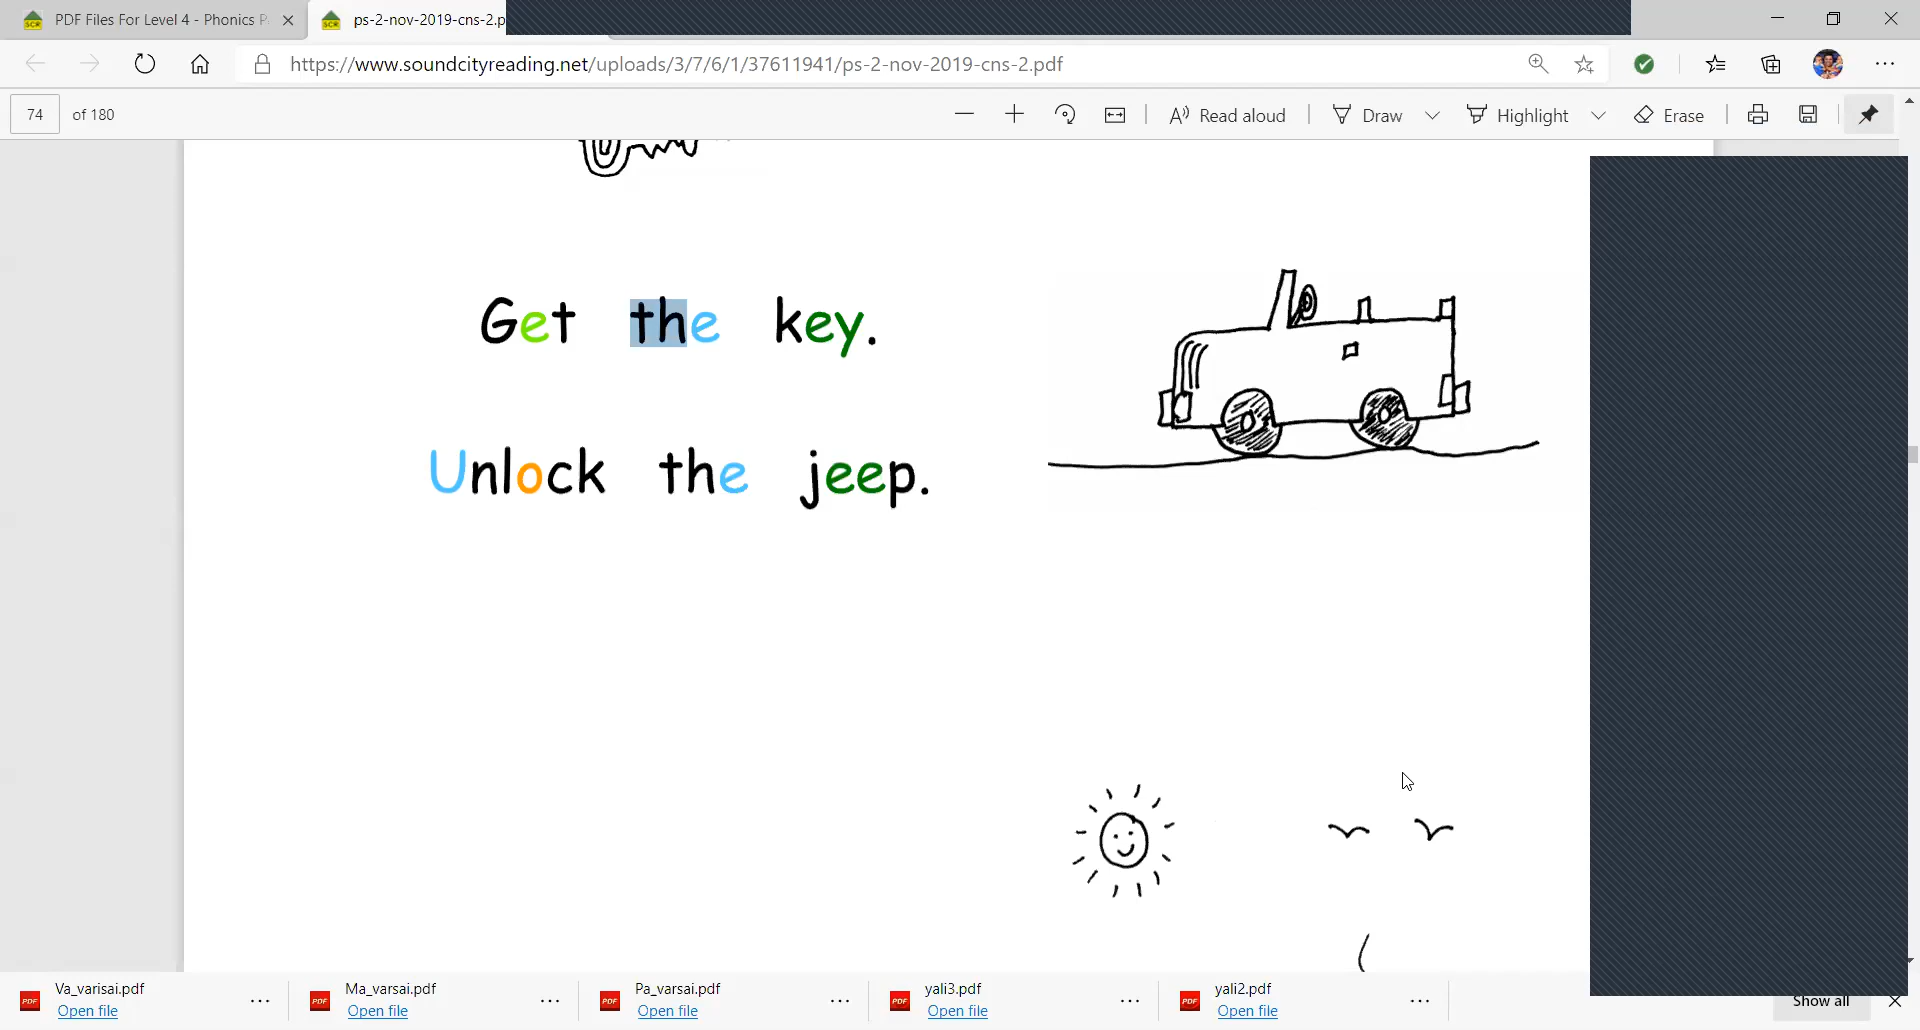 PDF Files For Level 4 - Phonics P
ps-2-nov-2019-cns-2.p
https://www.soundcityreading.net/uploads/3/7/6/1/37611941/ps-2-nov-2019-cns-2.pdf
74 of 180
Read aloud
Draw
Highlight
Erase
Get the key.
Unlock the jeep.
Va_varisai.pdf
Open file
Ma_varsai.pdf
Open file
Pa_varsai.pdf
Open file
yali3.pdf
Open file
yali2.pdf
Open file
Show all